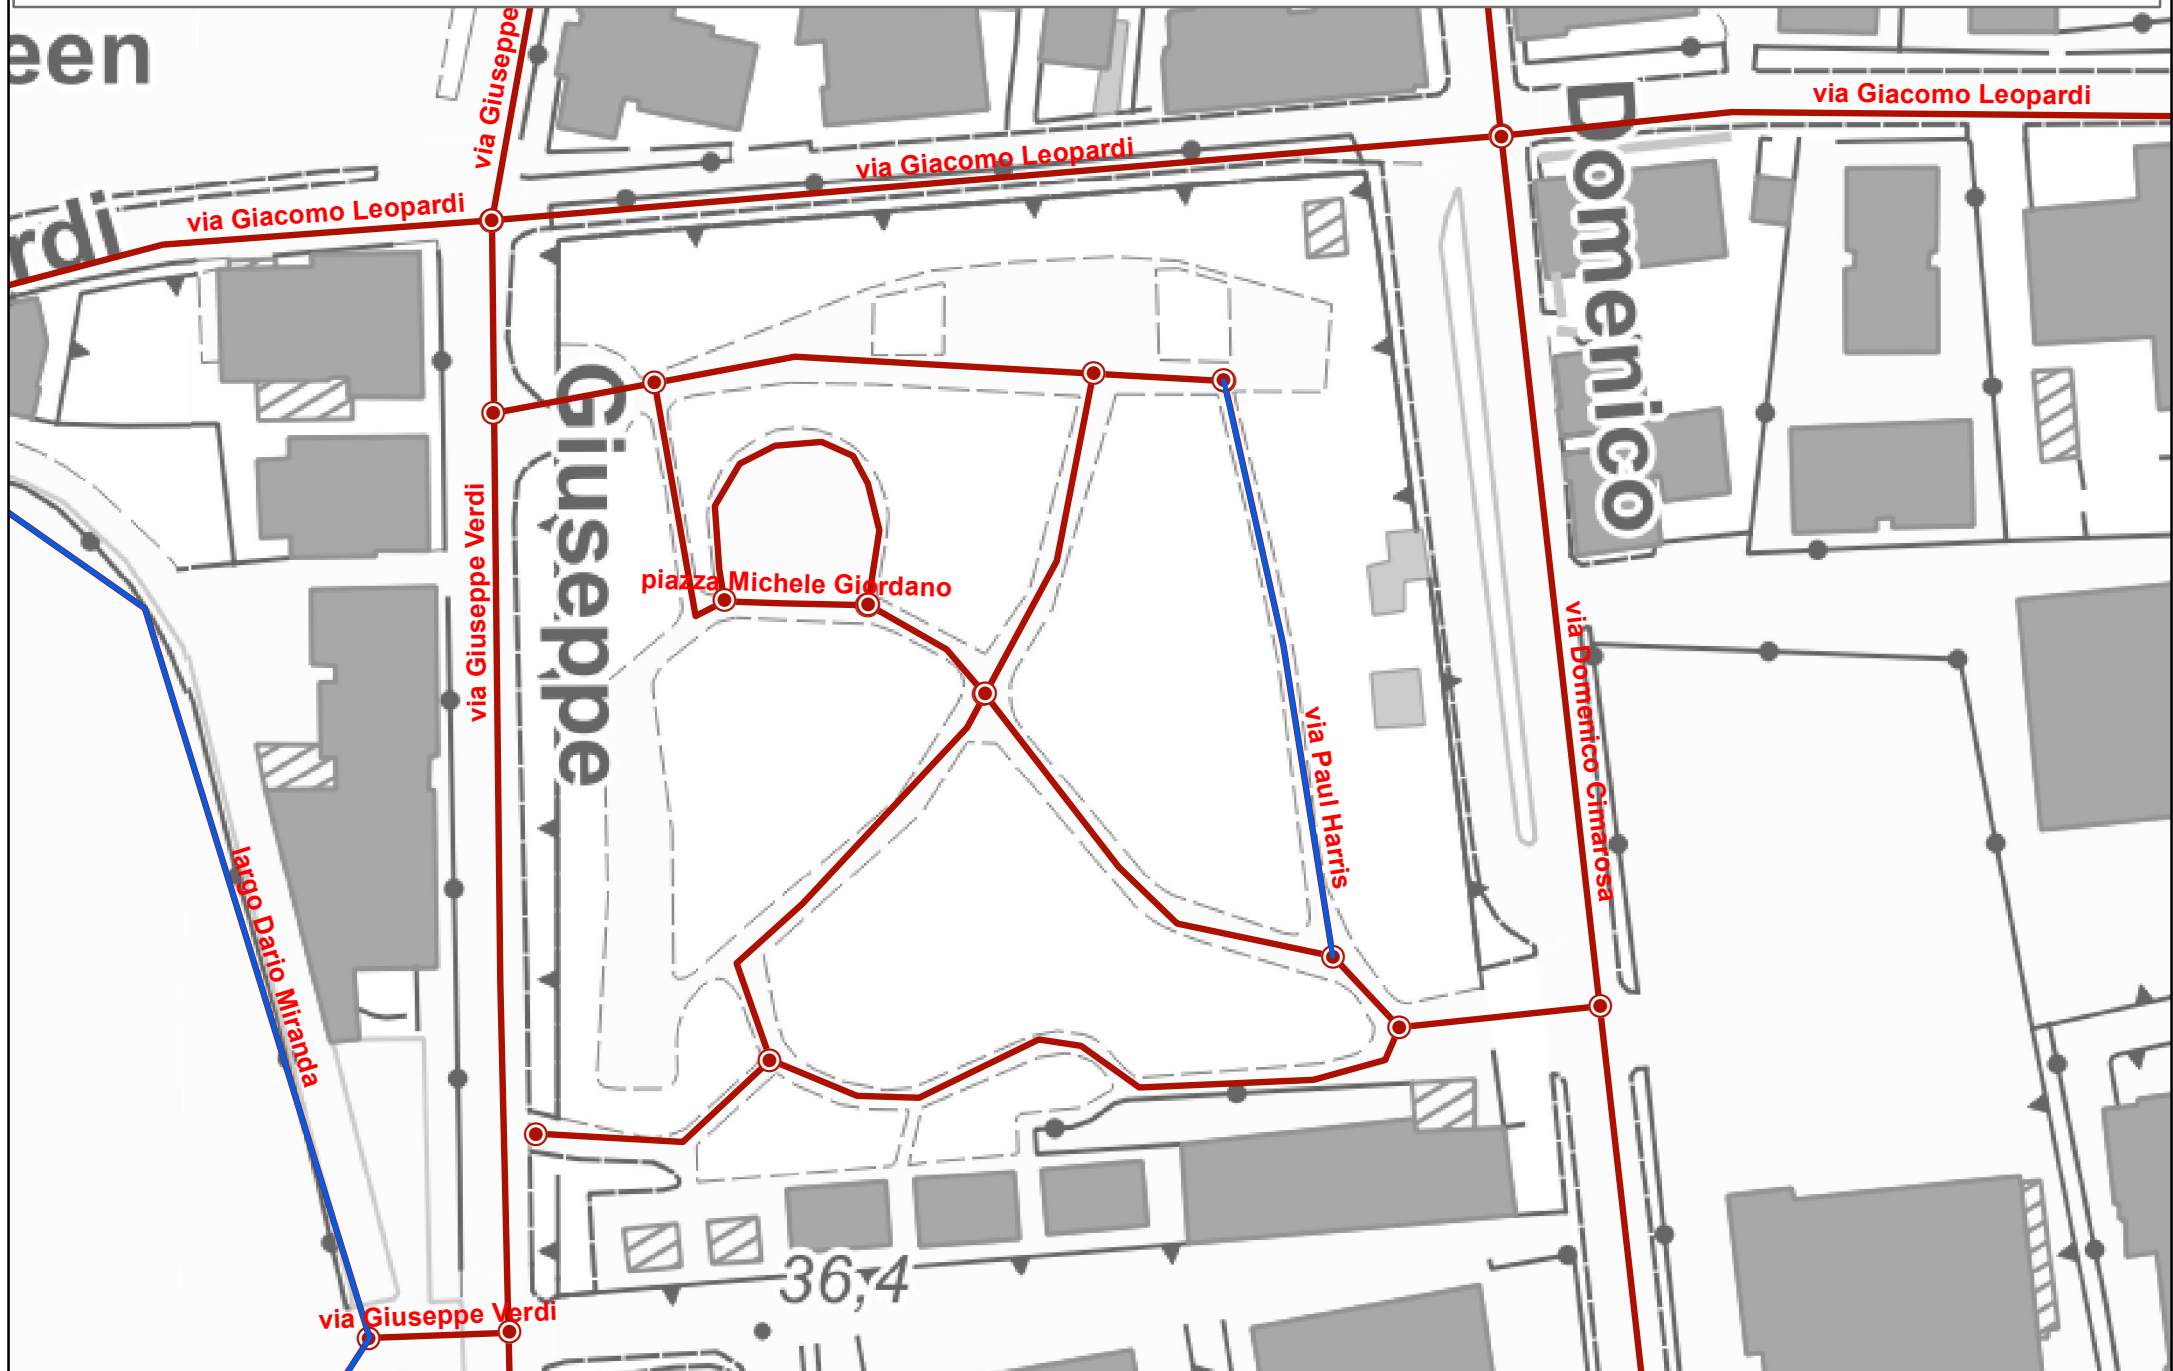 een
via Giuseppe
Domenico
via Giacomo Leopardi
via Giacomo Leopardi
via Giacomo Leopardi
rdi
Giuseppe
via Giuseppe Verdi
piazza Michele Giordano
via Paul Harris
via Domenico Cimarosa
largo Dario Miranda
36,4
via Giuseppe Verdi